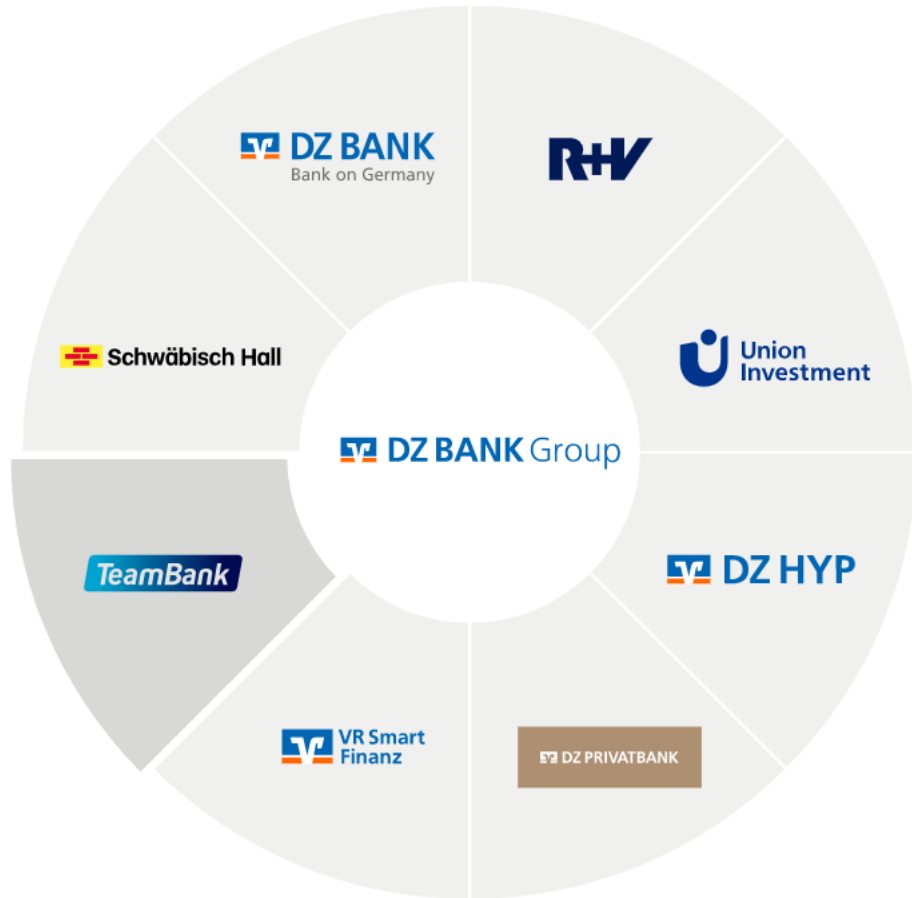 DZ BANK
Bank on Germany
R+V
Schwäbisch Hall
Union
Investment
DZ BANK Group
TeamBank
DZ HYP
VR Smart
Finanz
DZ PRIVATBANK